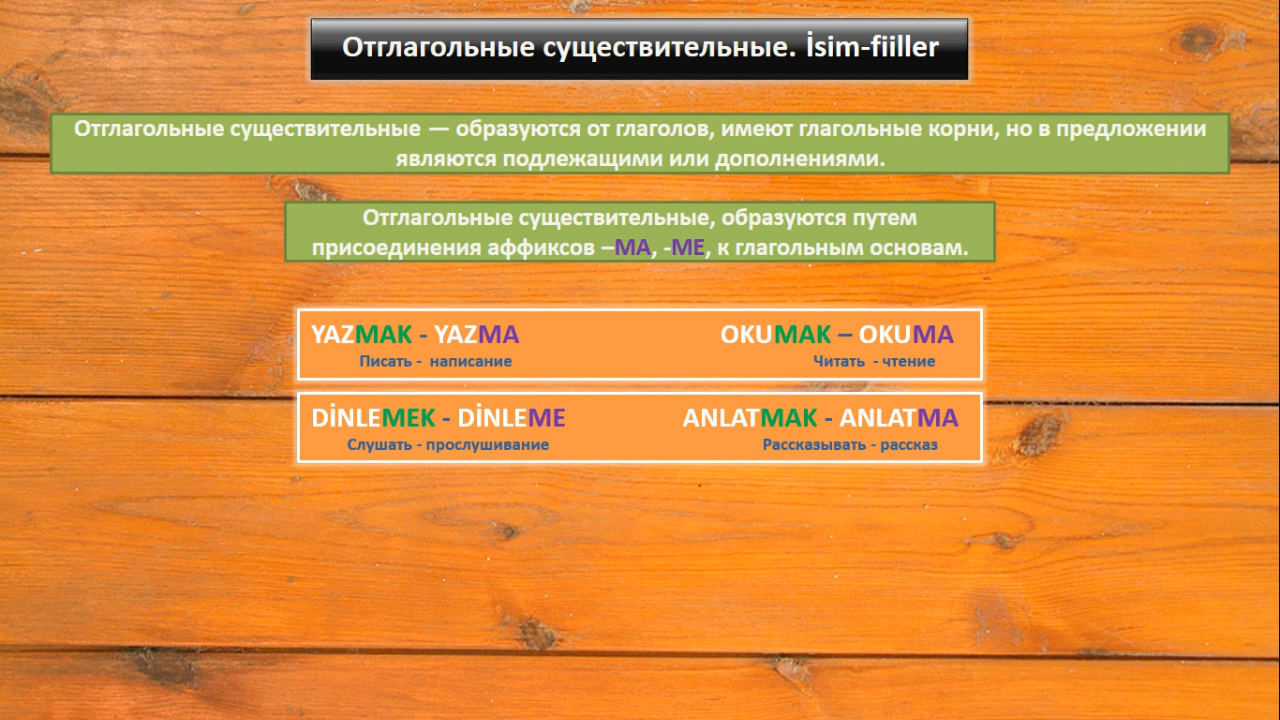 Отглагольные существительные. İsim-fiiller
Отглагольные существительные — образуются от глаголов, имеют глагольные корни, но в предложении
являются подлежащими или дополнениями.
Отглагольные существительные, образуются путем
присоединения аффиксов –МА, -МЕ, к глагольным основам.
YAZMAK - YAZMA OKUMAK – OKUMA
Писать - написание Читать - чтение
DİNLEMEK - DİNLEME ANLATMAK - ANLATMA
Слушать - прослушивание Рассказывать - рассказ